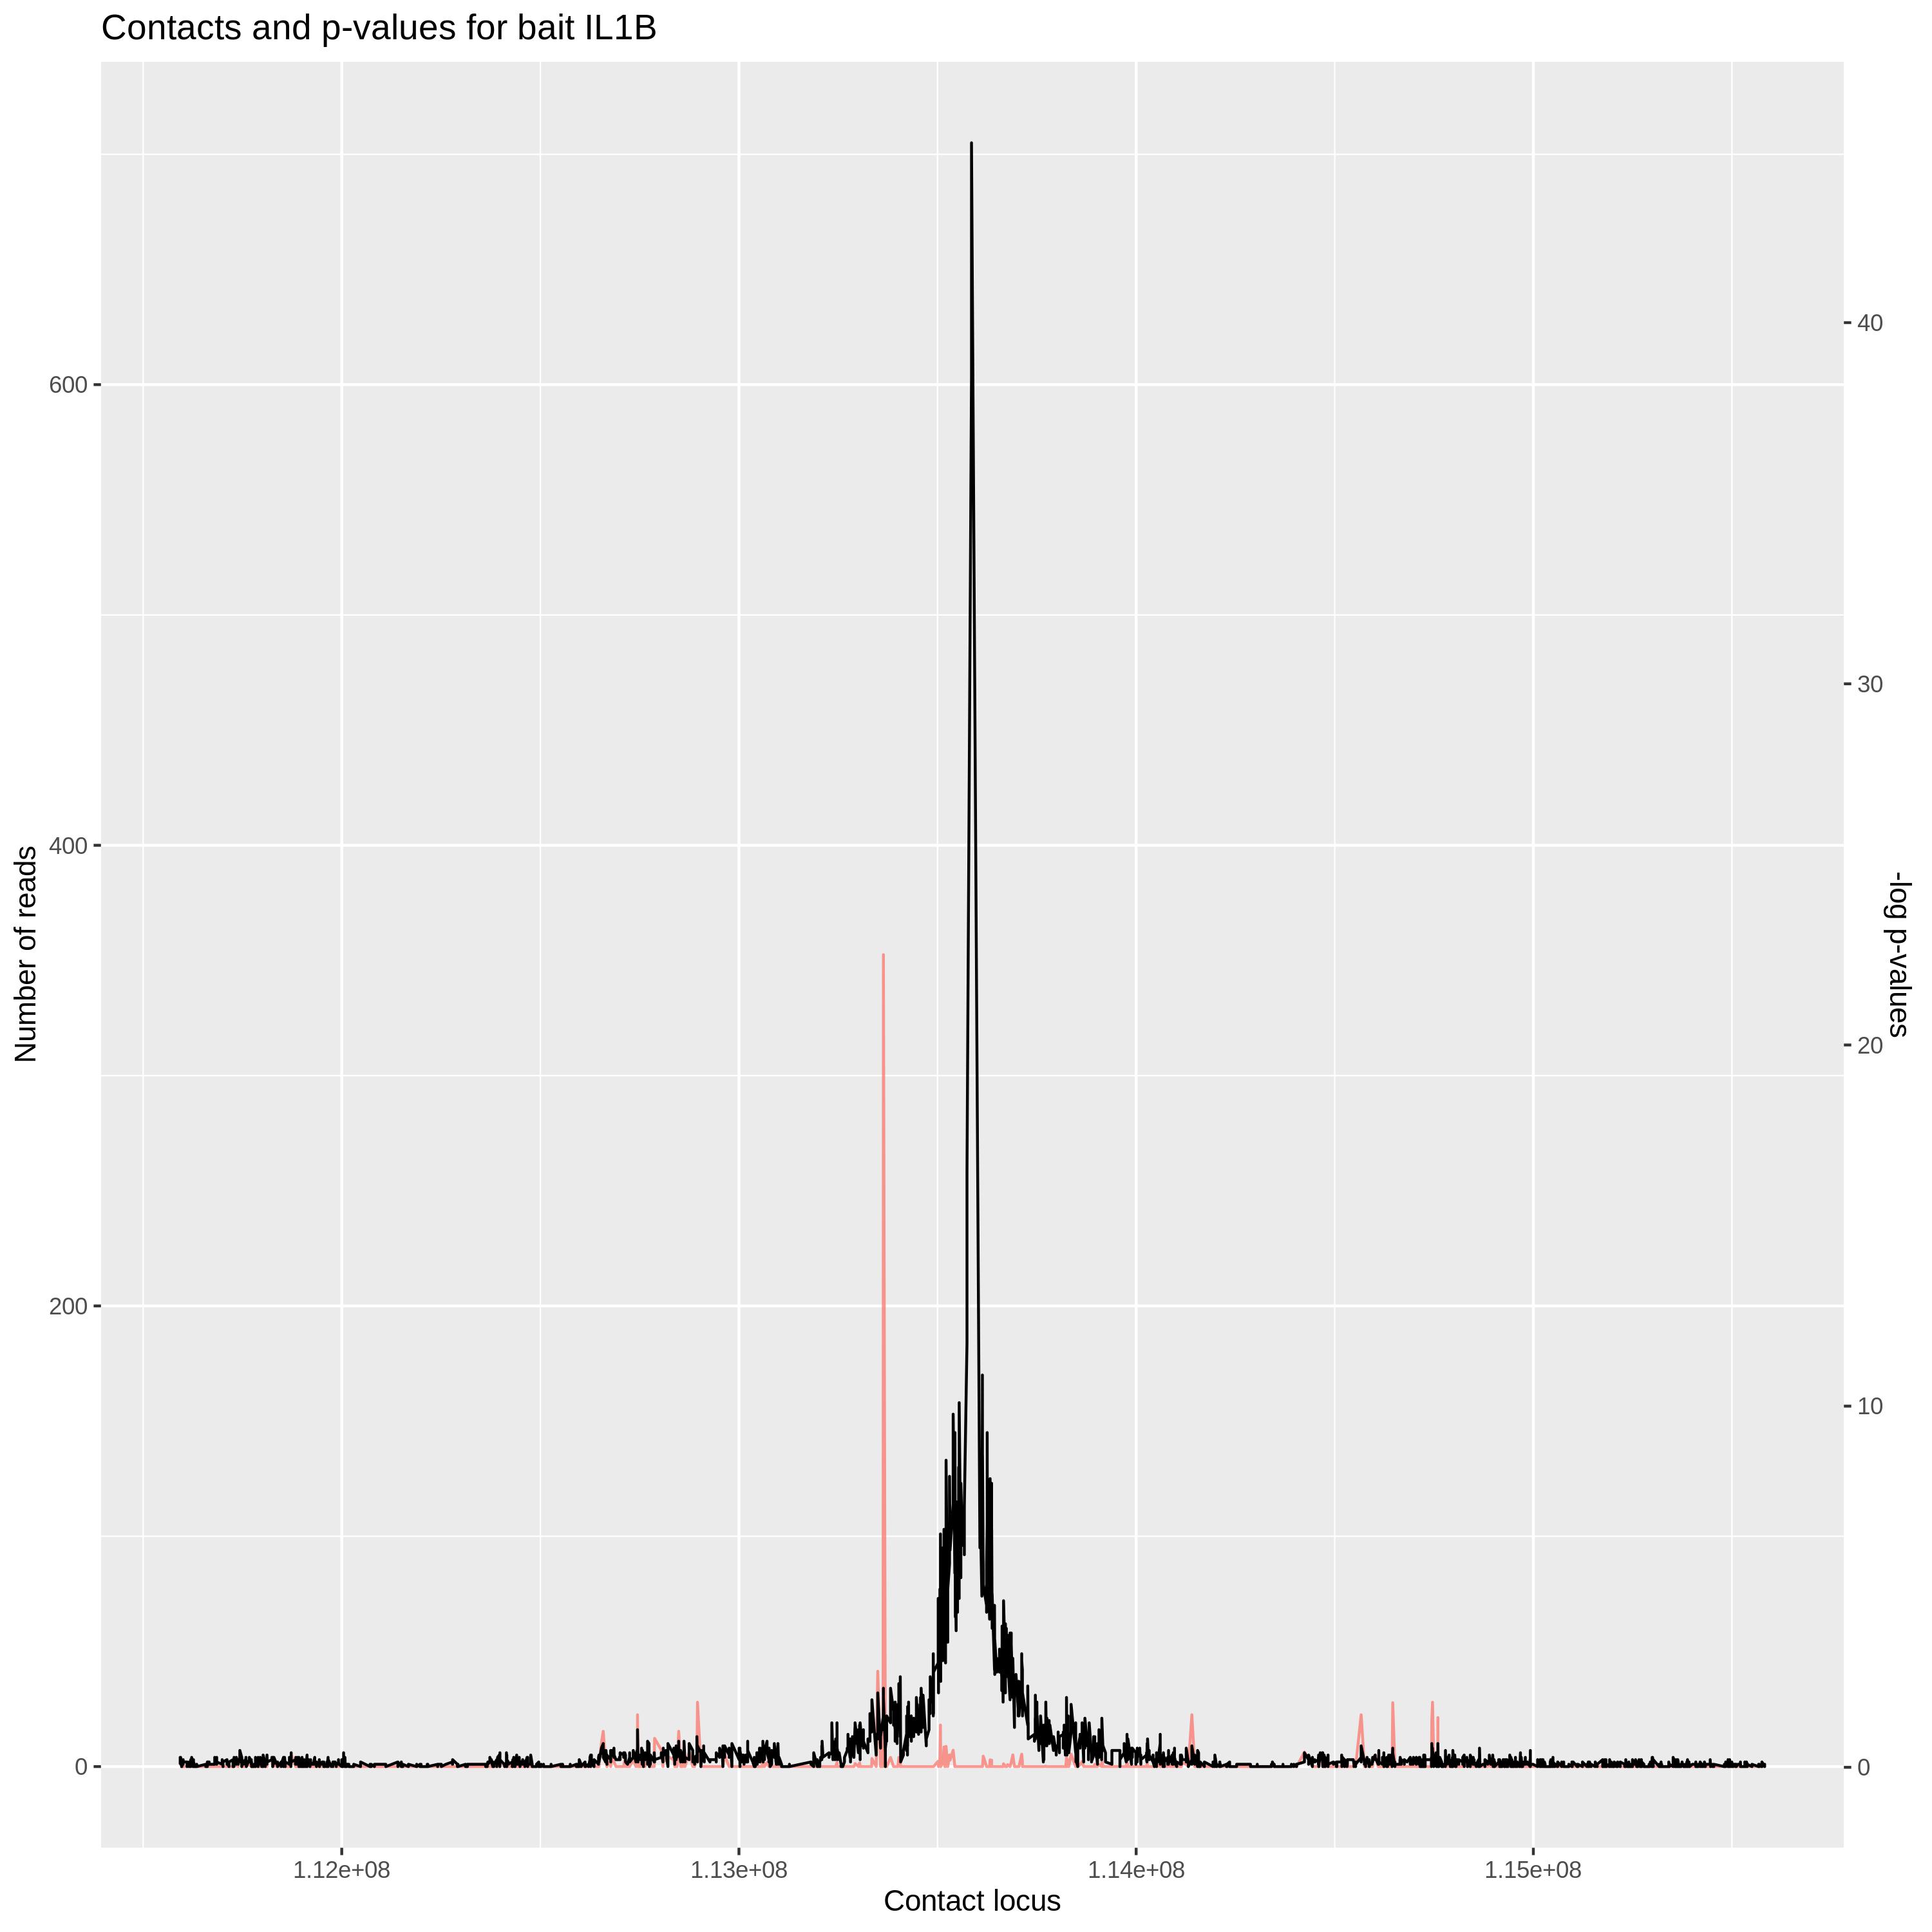 Contacts and p-values for bait IL1B
600
400
200
0
Number of reads
40
30
20
10
0
-log p-values
1.12e+08
1.13e+08
1.14e+08
1.15e+08
Contact locus